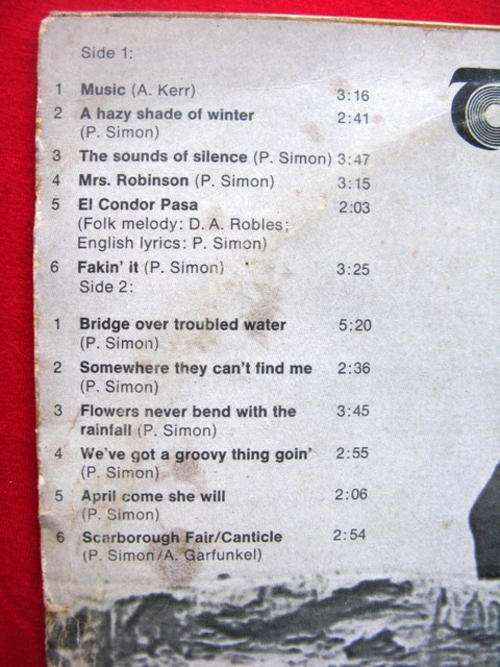 Side 1:
1 Music (A. Kerr) 3:16
2 A hazy shade of winter 2:41
(P. Simon)
3 The sounds of silence (P. Simon) 3:47
4 Mrs. Robinson (P. Simon) 3:15
5 El Condor Pasa 2:03
(Folk melody: D. A. Robles;
English lyrics: P. Simon)
6 Fakin' it (P. Simon) 3:25
Side 2:
1 Bridge over troubled water 5:20
(P. Simon)
2 Somewhere they can't find me 2:36
(P. Simon)
3 Flowers never bend with the 3:45
rainfall (P. Simon)
4 We've got a groovy thing goin' 2:55
(P. Simon)
5 April come she will 2:06
(P. Simon)
6 Scarborough Fair/Canticle 2:54
(P. Simon/A. Garfunkel)